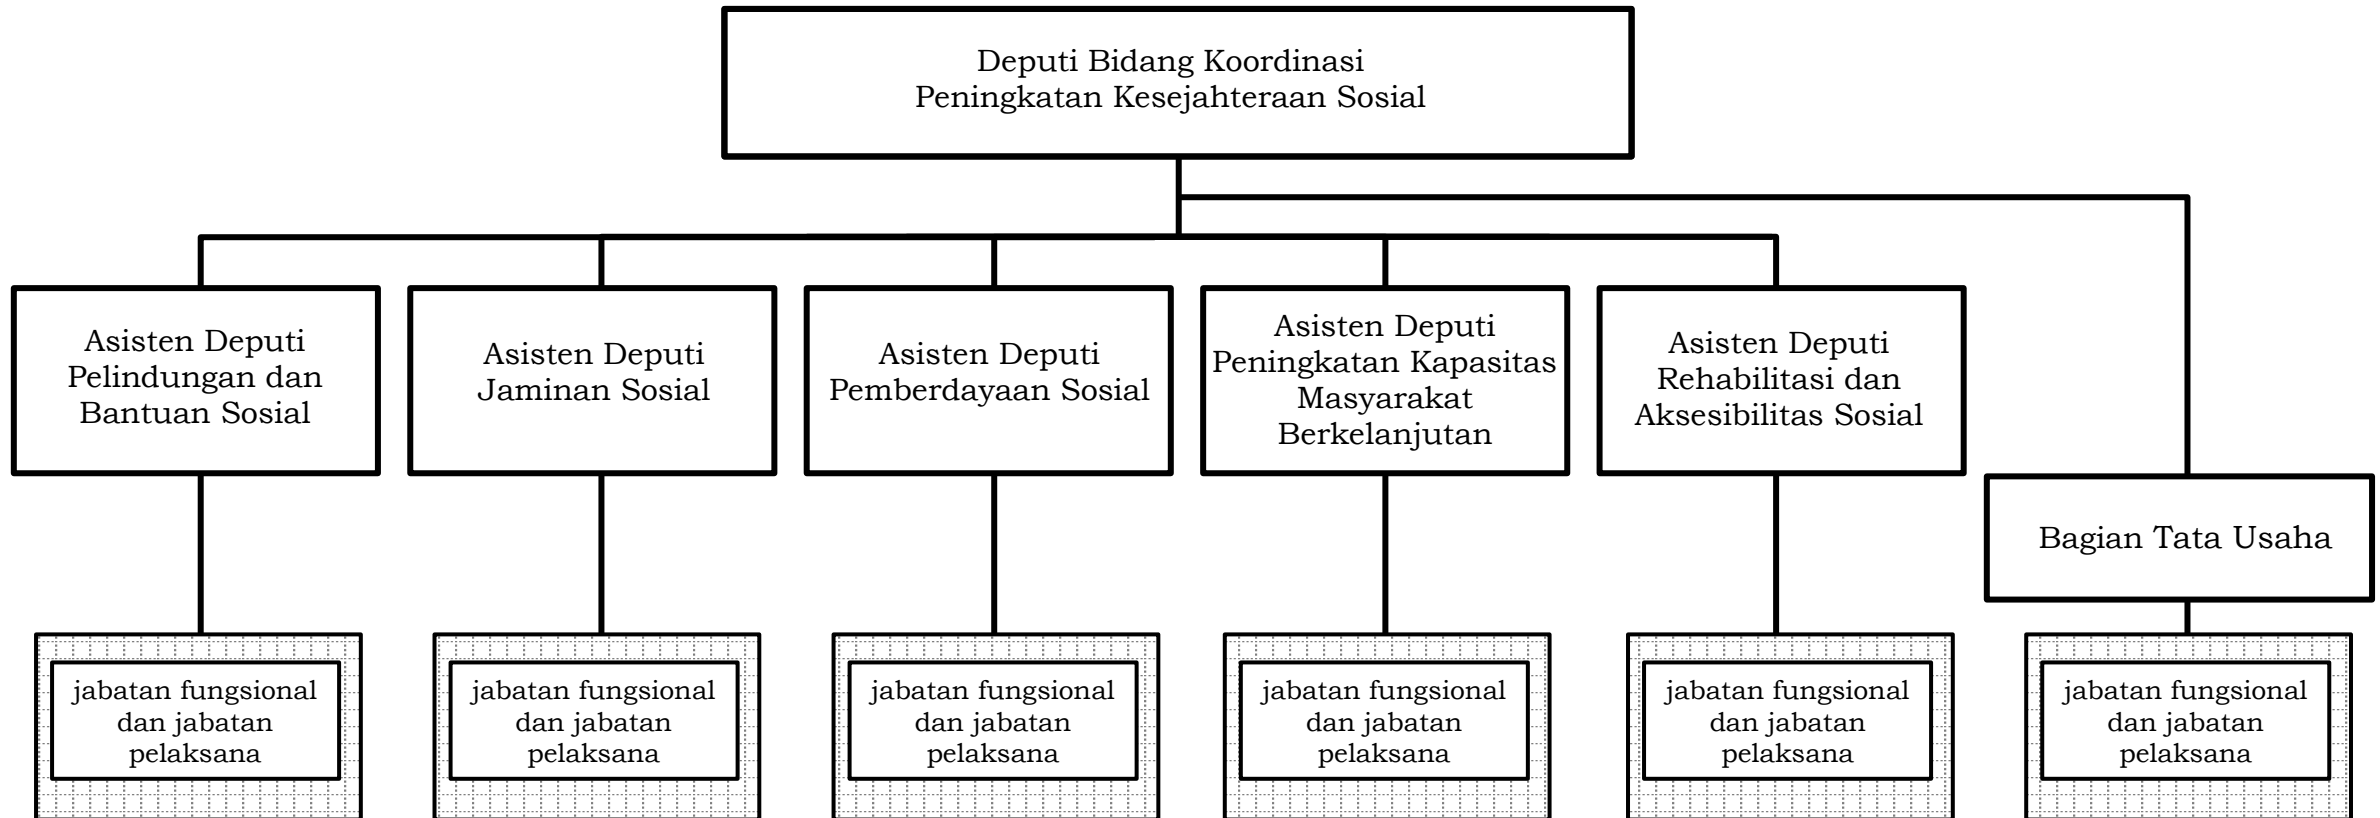 Deputi Bidang Koordinasi
Peningkatan Kesejahteraan Sosial
Asisten Deputi
Pelindungan dan
Bantuan Sosial
Asisten Deputi
Jaminan Sosial
Asisten Deputi
Pemberdayaan Sosial
Asisten Deputi
Peningkatan Kapasitas
Masyarakat
Berkelanjutan
Asisten Deputi
Rehabilitasi dan
Aksesibilitas Sosial
Bagian Tata Usaha
jabatan fungsional
dan jabatan
pelaksana
jabatan fungsional
dan jabatan
pelaksana
jabatan fungsional
dan jabatan
pelaksana
jabatan fungsional
dan jabatan
pelaksana
jabatan fungsional
dan jabatan
pelaksana
jabatan fungsional
dan jabatan
pelaksana